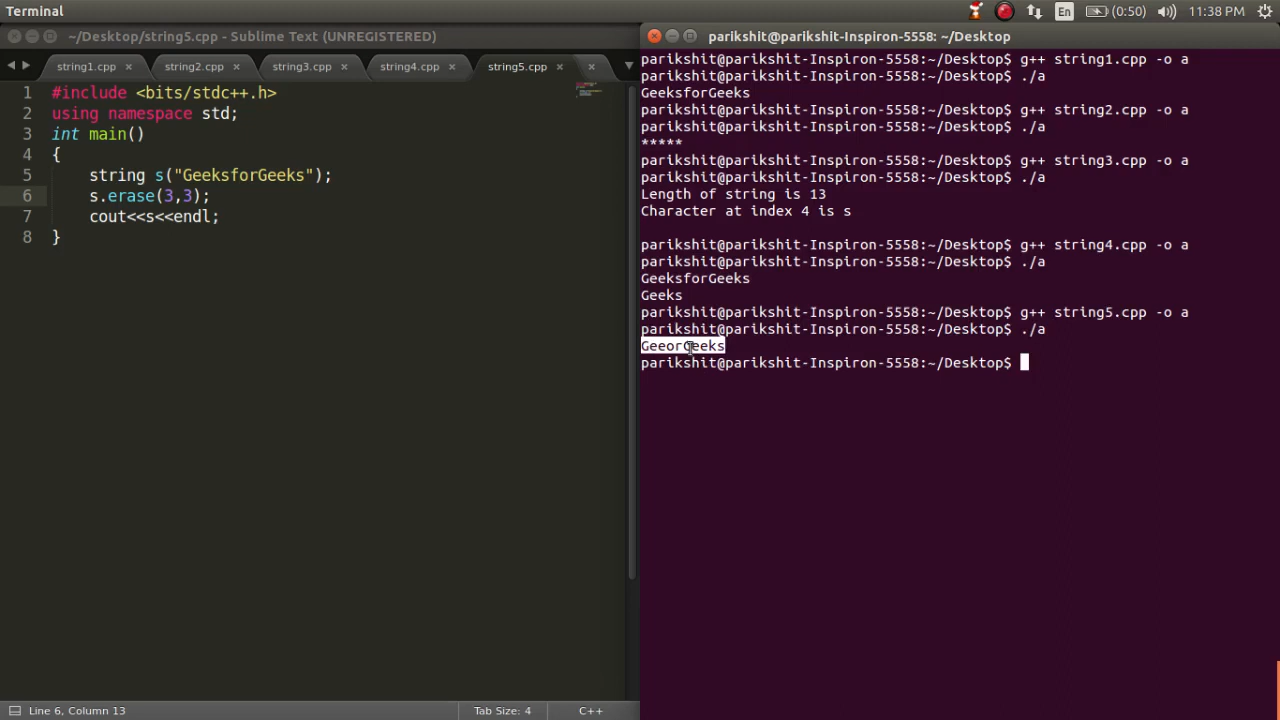 Terminal
En
(0:50)
11:38 PM
~/Desktop/string5.cpp - Sublime Text (UNREGISTERED)
string1.cpp
string2.cpp
string3.cpp
string4.cpp
string5.cpp
1 #include <bits/stdc++.h>
2 using namespace std;
3 int main()
4 {
5 string s("GeeksforGeeks");
6 s.erase(3,3);
7 cout<<s<<endl;
8 }
Line 6, Column 13
Tab Size: 4
C++
parikshit@parikshit-Inspiron-5558: ~/Desktop
parikshit@parikshit-Inspiron-5558:~/Desktop$ g++ string1.cpp -o a
parikshit@parikshit-Inspiron-5558:~/Desktop$ ./a
GeeksforGeeks
parikshit@parikshit-Inspiron-5558:~/Desktop$ g++ string2.cpp -o a
parikshit@parikshit-Inspiron-5558:~/Desktop$ ./a
*****
parikshit@parikshit-Inspiron-5558:~/Desktop$ g++ string3.cpp -o a
parikshit@parikshit-Inspiron-5558:~/Desktop$ ./a
Length of string is 13
Character at index 4 is s
parikshit@parikshit-Inspiron-5558:~/Desktop$ g++ string4.cpp -o a
parikshit@parikshit-Inspiron-5558:~/Desktop$ ./a
GeeksforGeeks
Geeks
parikshit@parikshit-Inspiron-5558:~/Desktop$ g++ string5.cpp -o a
parikshit@parikshit-Inspiron-5558:~/Desktop$ ./a
GeeorGeeks
parikshit@parikshit-Inspiron-5558:~/Desktop$